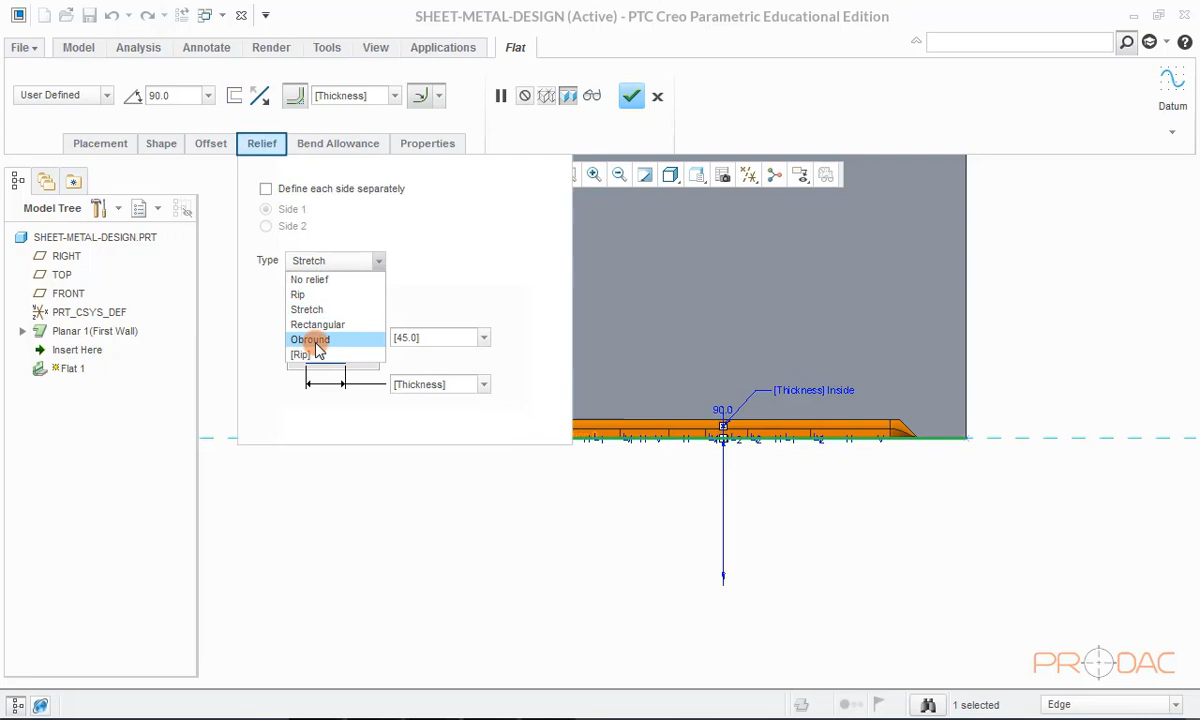 SHEET-METAL-DESIGN (Active) - PTC Creo Parametric Educational Edition
File Model Analysis Annotate Render Tools View Applications Flat
User Defined 90.0 [Thickness] Datum
Placement Shape Offset Relief Bend Allowance Properties
Model Tree
SHEET-METAL-DESIGN.PRT
RIGHT
TOP
FRONT
PRT_CSYS_DEF
Planar 1(First Wall)
Insert Here
Flat 1
Define each side separately
Side 1
Side 2
Type Stretch
No relief
Rip
Stretch
Rectangular
Obround
[Rip]
[45.0]
[Thickness]
[Thickness] Inside
90.0
PRODAC
1 selected Edge